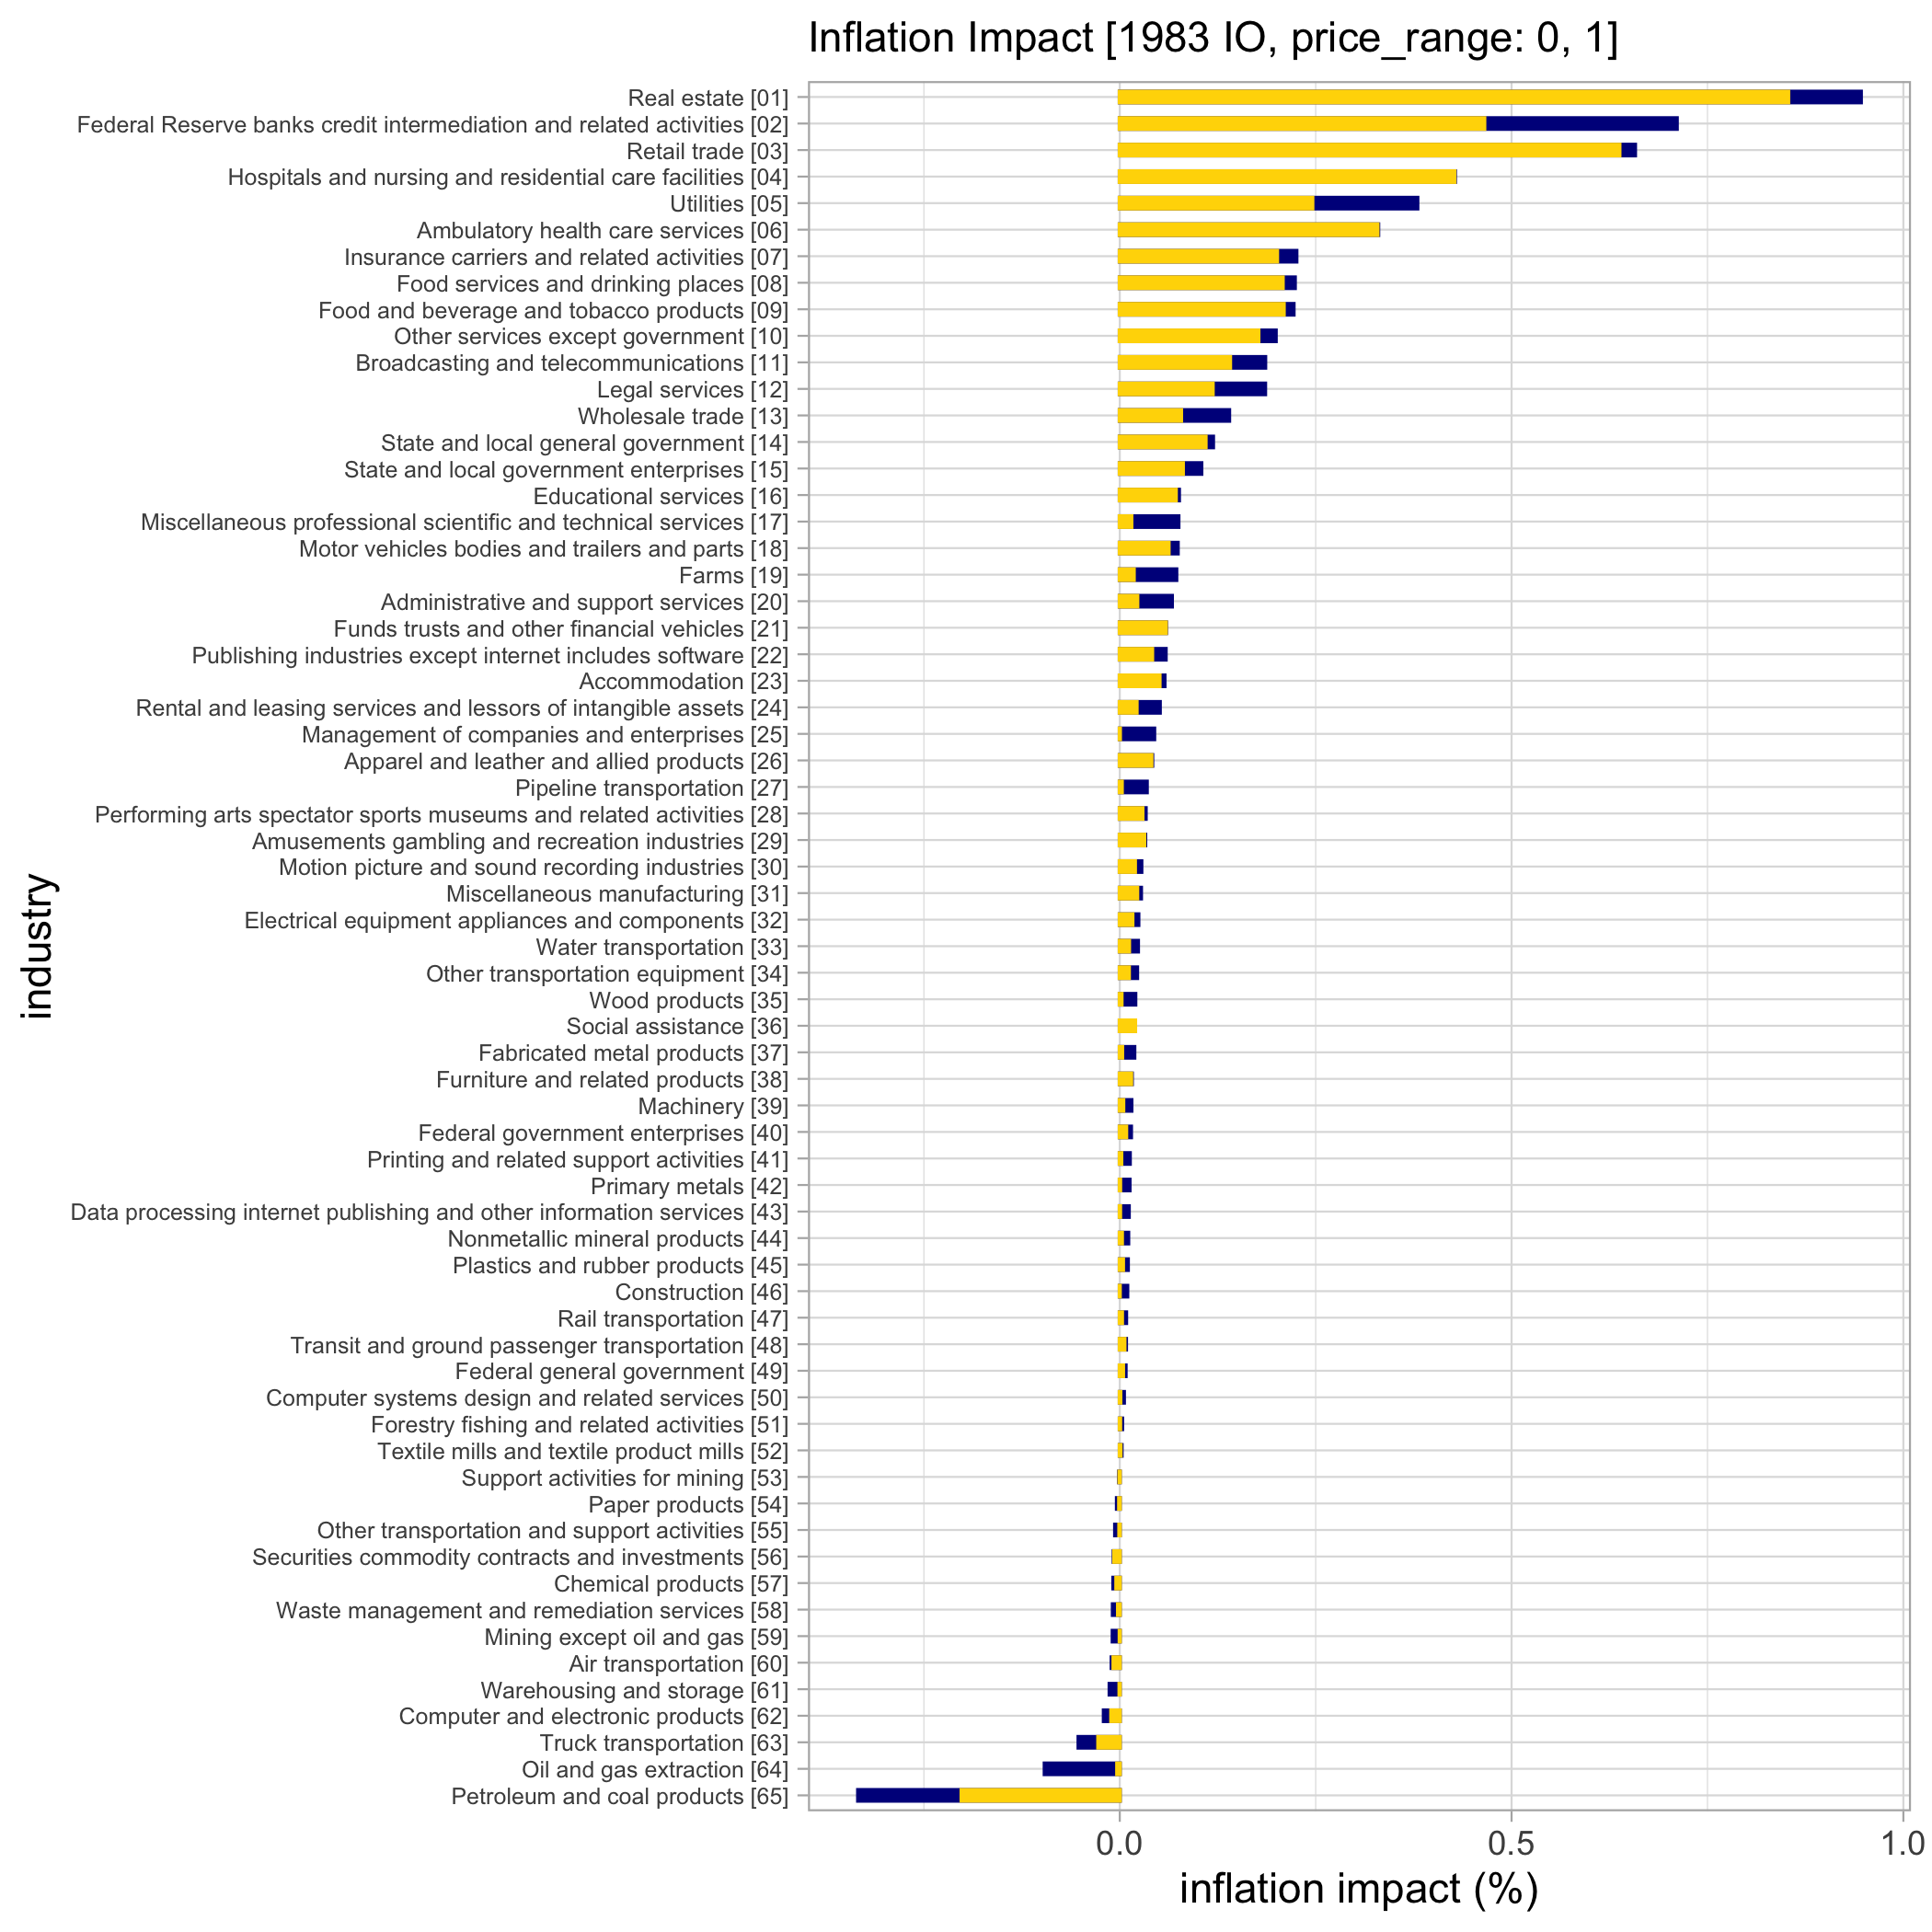 Inflation Impact [1983 IO, price_range: 0, 1]
Real estate [01]
Federal Reserve banks credit intermediation and related activities [02]
Retail trade [03]
Hospitals and nursing and residential care facilities [04]
Utilities [05]
Ambulatory health care services [06]
Insurance carriers and related activities [07]
Food services and drinking places [08]
Food and beverage and tobacco products [09]
Other services except government [10]
Broadcasting and telecommunications [11]
Legal services [12]
Wholesale trade [13]
State and local general government [14]
State and local government enterprises [15]
Educational services [16]
Miscellaneous professional scientific and technical services [17]
Motor vehicles bodies and trailers and parts [18]
Farms [19]
Administrative and support services [20]
Funds trusts and other financial vehicles [21]
Publishing industries except internet includes software [22]
Accommodation [23]
Rental and leasing services and lessors of intangible assets [24]
Management of companies and enterprises [25]
Apparel and leather and allied products [26]
Pipeline transportation [27]
Performing arts spectator sports museums and related activities [28]
Amusements gambling and recreation industries [29]
Motion picture and sound recording industries [30]
Miscellaneous manufacturing [31]
Electrical equipment appliances and components [32]
Water transportation [33]
Other transportation equipment [34]
Wood products [35]
Social assistance [36]
Fabricated metal products [37]
Furniture and related products [38]
Machinery [39]
Federal government enterprises [40]
Printing and related support activities [41]
Primary metals [42]
Data processing internet publishing and other information services [43]
Nonmetallic mineral products [44]
Plastics and rubber products [45]
Construction [46]
Rail transportation [47]
Transit and ground passenger transportation [48]
Federal general government [49]
Computer systems design and related services [50]
Forestry fishing and related activities [51]
Textile mills and textile product mills [52]
Support activities for mining [53]
Paper products [54]
Other transportation and support activities [55]
Securities commodity contracts and investments [56]
Chemical products [57]
Waste management and remediation services [58]
Mining except oil and gas [59]
Air transportation [60]
Warehousing and storage [61]
Computer and electronic products [62]
Truck transportation [63]
Oil and gas extraction [64]
Petroleum and coal products [65]
industry
0.0 0.5 1.0
inflation impact (%)